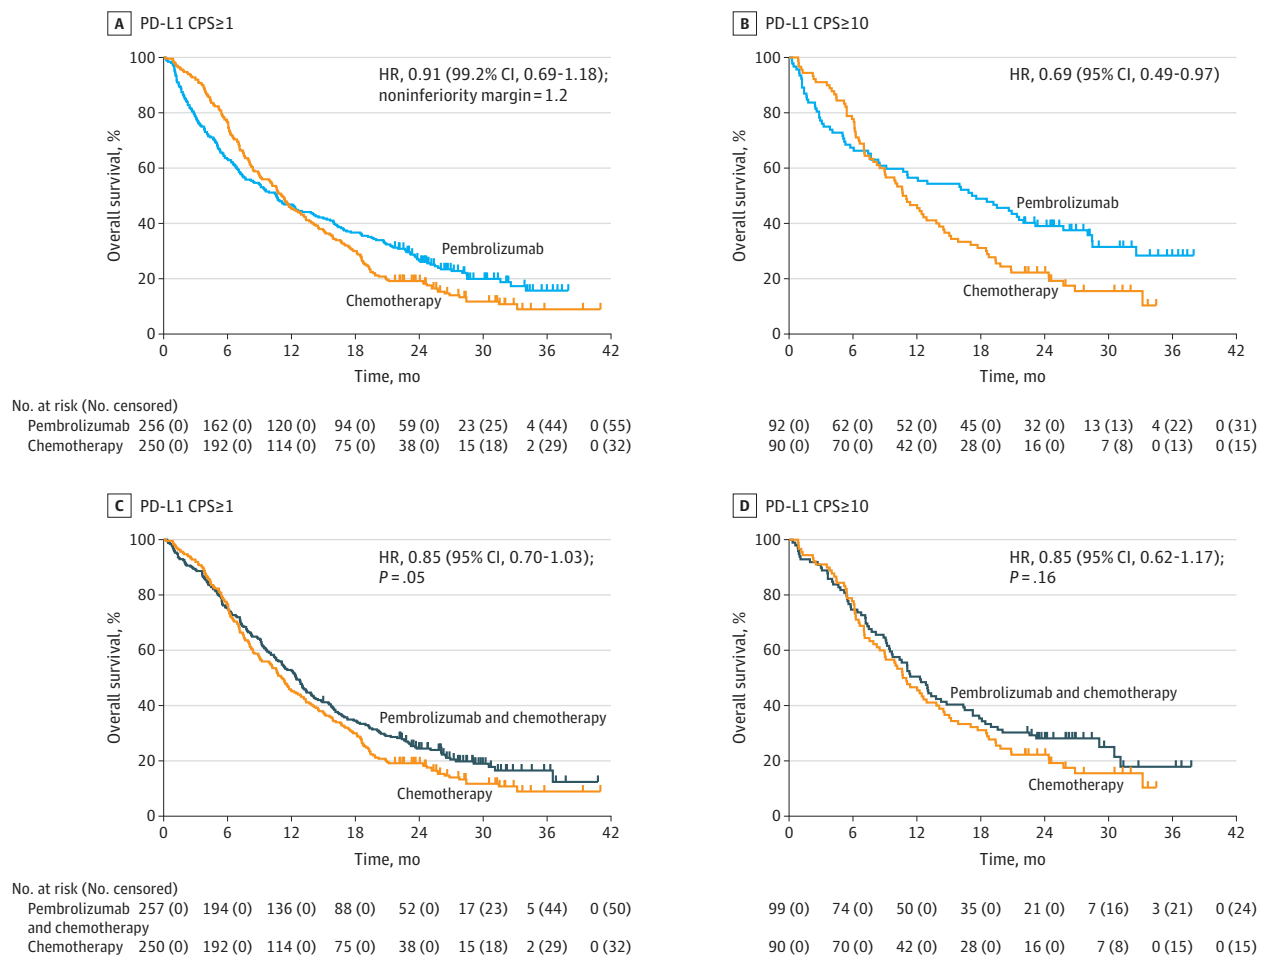 A PD-L1 CPS≥1
100
80
60
40
20
0
Overall survival, %
HR, 0.91 (99.2% CI, 0.69-1.18);
noninferiority margin = 1.2
Pembrolizumab
Chemotherapy
0 6 12 18 24 30 36 42
Time, mo
No. at risk (No. censored)
Pembrolizumab 256 (0) 162 (0) 120 (0) 94 (0) 59 (0) 23 (25) 4 (44) 0 (55)
Chemotherapy 250 (0) 192 (0) 114 (0) 75 (0) 38 (0) 15 (18) 2 (29) 0 (32)
B PD-L1 CPS≥10
100
80
60
40
20
0
Overall survival, %
HR, 0.69 (95% CI, 0.49-0.97)
Pembrolizumab
Chemotherapy
0 6 12 18 24 30 36 42
Time, mo
92 (0) 62 (0) 52 (0) 45 (0) 32 (0) 13 (13) 4 (22) 0 (31)
90 (0) 70 (0) 42 (0) 28 (0) 16 (0) 7 (8) 0 (13) 0 (15)
C PD-L1 CPS≥1
100
80
60
40
20
0
Overall survival, %
HR, 0.85 (95% CI, 0.70-1.03);
P = .05
Pembrolizumab and chemotherapy
Chemotherapy
0 6 12 18 24 30 36 42
Time, mo
No. at risk (No. censored)
Pembrolizumab 257 (0) 194 (0) 136 (0) 88 (0) 52 (0) 17 (23) 5 (44) 0 (50)
and chemotherapy
Chemotherapy 250 (0) 192 (0) 114 (0) 75 (0) 38 (0) 15 (18) 2 (29) 0 (32)
D PD-L1 CPS≥10
100
80
60
40
20
0
Overall survival, %
HR, 0.85 (95% CI, 0.62-1.17);
P = .16
Pembrolizumab and chemotherapy
Chemotherapy
0 6 12 18 24 30 36 42
Time, mo
99 (0) 74 (0) 50 (0) 35 (0) 21 (0) 7 (16) 3 (21) 0 (24)
90 (0) 70 (0) 42 (0) 28 (0) 16 (0) 7 (8) 0 (15) 0 (15)